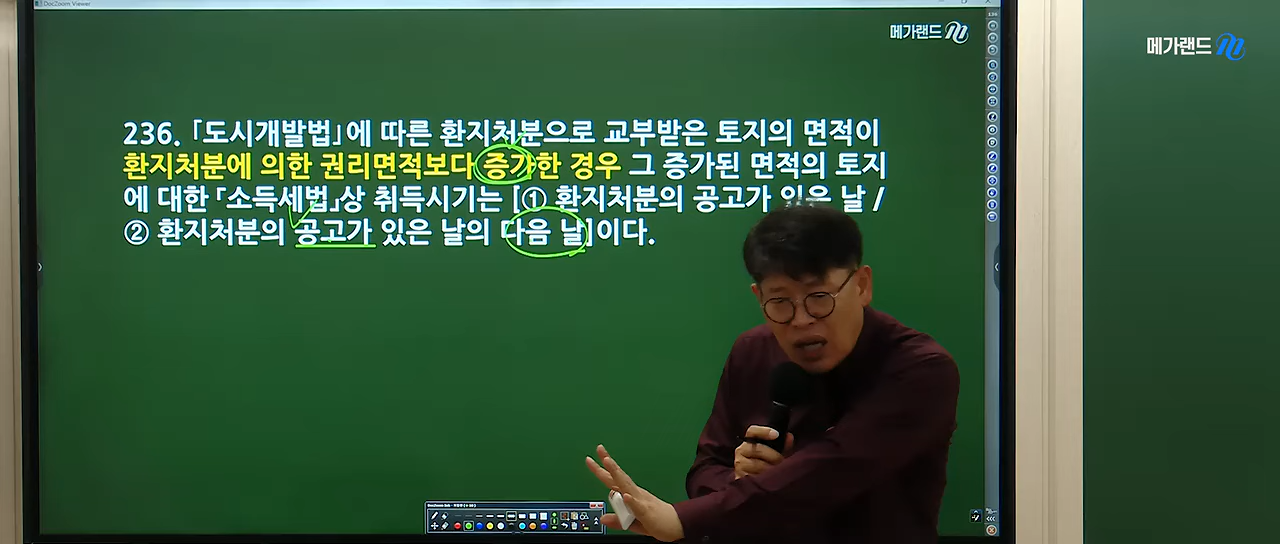 DocZoom Viewer
메가랜드
메가랜드
236. 「도시개발법」에 따른 환지처분으로 교부받은 토지의 면적이
환지처분에 의한 권리면적보다 증가한 경우 그 증가된 면적의 토지
에 대한 「소득세법」상 취득시기는 [① 환지처분의 공고가 있은 날 /
② 환지처분의 공고가 있은 날의 다음 날]이다.